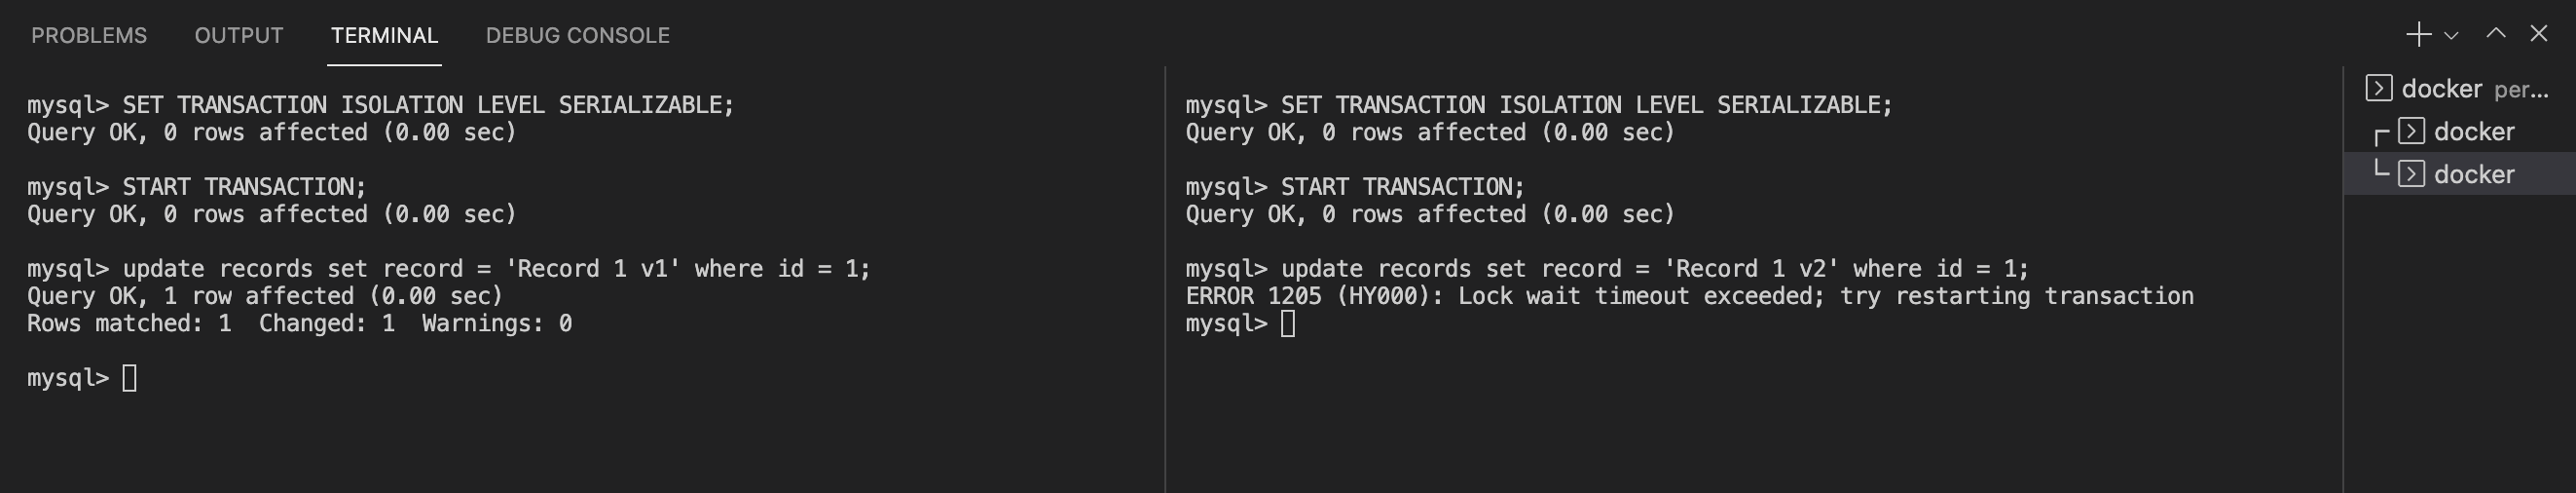 PROBLEMS OUTPUT TERMINAL DEBUG CONSOLE
mysql> SET TRANSACTION ISOLATION LEVEL SERIALIZABLE;
Query OK, 0 rows affected (0.00 sec)
mysql> START TRANSACTION;
Query OK, 0 rows affected (0.00 sec)
mysql> update records set record = 'Record 1 v1' where id = 1;
Query OK, 1 row affected (0.00 sec)
Rows matched: 1  Changed: 1  Warnings: 0
mysql>
mysql> SET TRANSACTION ISOLATION LEVEL SERIALIZABLE;
Query OK, 0 rows affected (0.00 sec)
mysql> START TRANSACTION;
Query OK, 0 rows affected (0.00 sec)
mysql> update records set record = 'Record 1 v2' where id = 1;
ERROR 1205 (HY000): Lock wait timeout exceeded; try restarting transaction
mysql>
docker per...
docker
docker